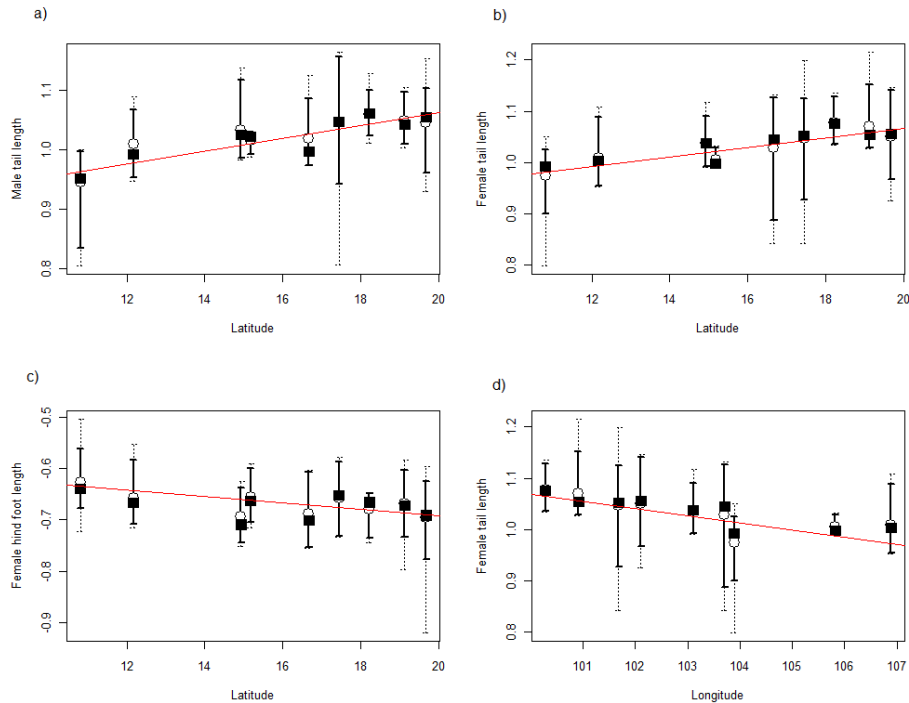 a)
Male tail length
0.8 0.9 1.0 1.1
12 14 16 18 20
Latitude
b)
Female tail length
0.8 0.9 1.0 1.1 1.2
12 14 16 18 20
Latitude
c)
Female hind foot length
-0.9 -0.8 -0.7 -0.6 -0.5
12 14 16 18 20
Latitude
d)
Female tail length
0.8 0.9 1.0 1.1 1.2
101 102 103 104 105 106 107
Longitude